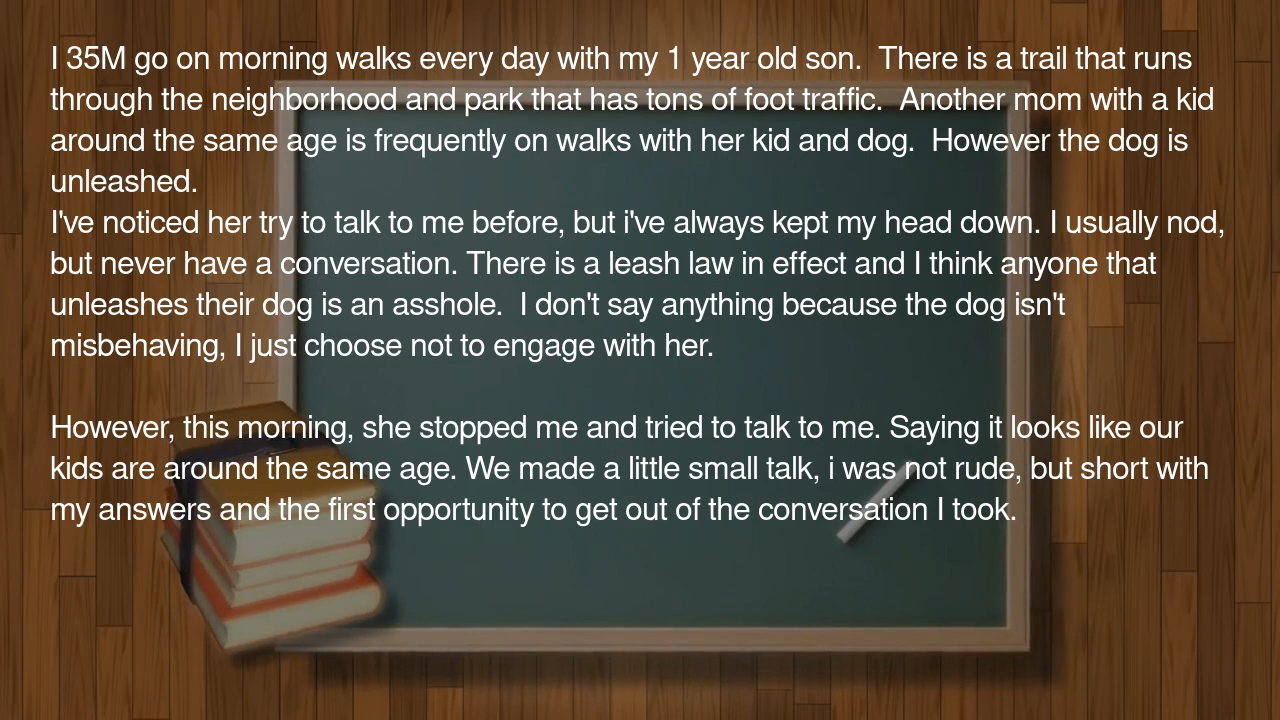 I 35M go on morning walks every day with my 1 year old son.  There is a trail that runs
through the neighborhood and park that has tons of foot traffic.  Another mom with a kid
around the same age is frequently on walks with her kid and dog.  However the dog is
unleashed.
I've noticed her try to talk to me before, but i've always kept my head down. I usually nod,
but never have a conversation. There is a leash law in effect and I think anyone that
unleashes their dog is an asshole.  I don't say anything because the dog isn't
misbehaving, I just choose not to engage with her.
However, this morning, she stopped me and tried to talk to me. Saying it looks like our
kids are around the same age. We made a little small talk, i was not rude, but short with
my answers and the first opportunity to get out of the conversation I took.